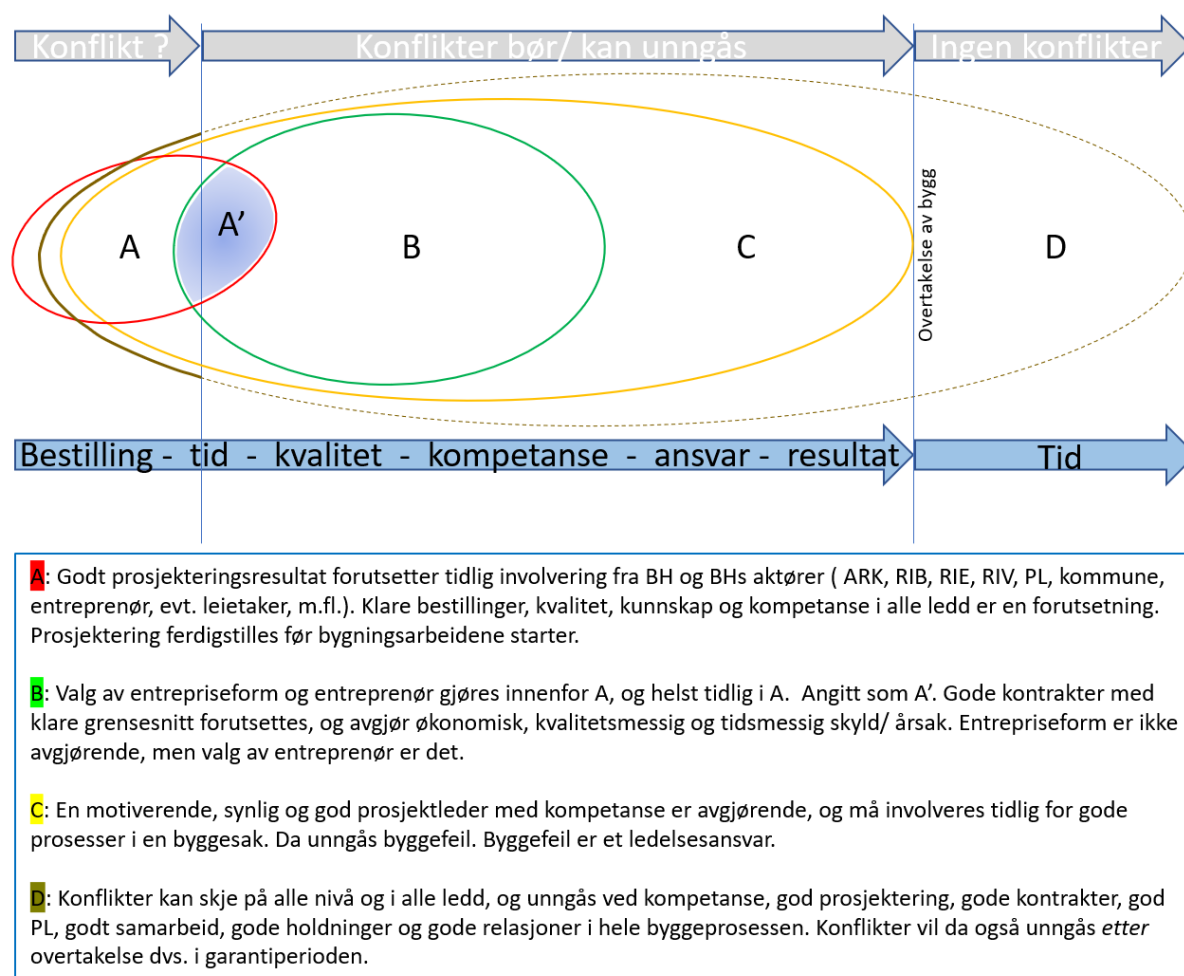 Konflikt ?
Konflikter bør/ kan unngås
Ingen konflikter
A
A’
B
C
Overtakelse av bygg
D
Bestilling - tid - kvalitet - kompetanse - ansvar - resultat
Tid
A: Godt prosjekteringsresultat forutsetter tidlig involvering fra BH og BHs aktører ( ARK, RIB, RIE, RIV, PL, kommune,
entreprenør, evt. leietaker, m.fl.). Klare bestillinger, kvalitet, kunnskap og kompetanse i alle ledd er en forutsetning.
Prosjektering ferdigstilles før bygningsarbeidene starter.
B: Valg av entrepriseform og entreprenør gjøres innenfor A, og helst tidlig i A. Angitt som A’. Gode kontrakter med
klare grensesnitt forutsettes, og avgjør økonomisk, kvalitetsmessig og tidsmessig skyld/ årsak. Entrepriseform er ikke
avgjørende, men valg av entreprenør er det.
C: En motiverende, synlig og god prosjektleder med kompetanse er avgjørende, og må involveres tidlig for gode
prosesser i en byggesak. Da unngås byggefeil. Byggefeil er et ledelsesansvar.
D: Konflikter kan skje på alle nivå og i alle ledd, og unngås ved kompetanse, god prosjektering, gode kontrakter, god
PL, godt samarbeid, gode holdninger og gode relasjoner i hele byggeprosessen. Konflikter vil da også unngås etter
overtakelse dvs. i garantiperioden.